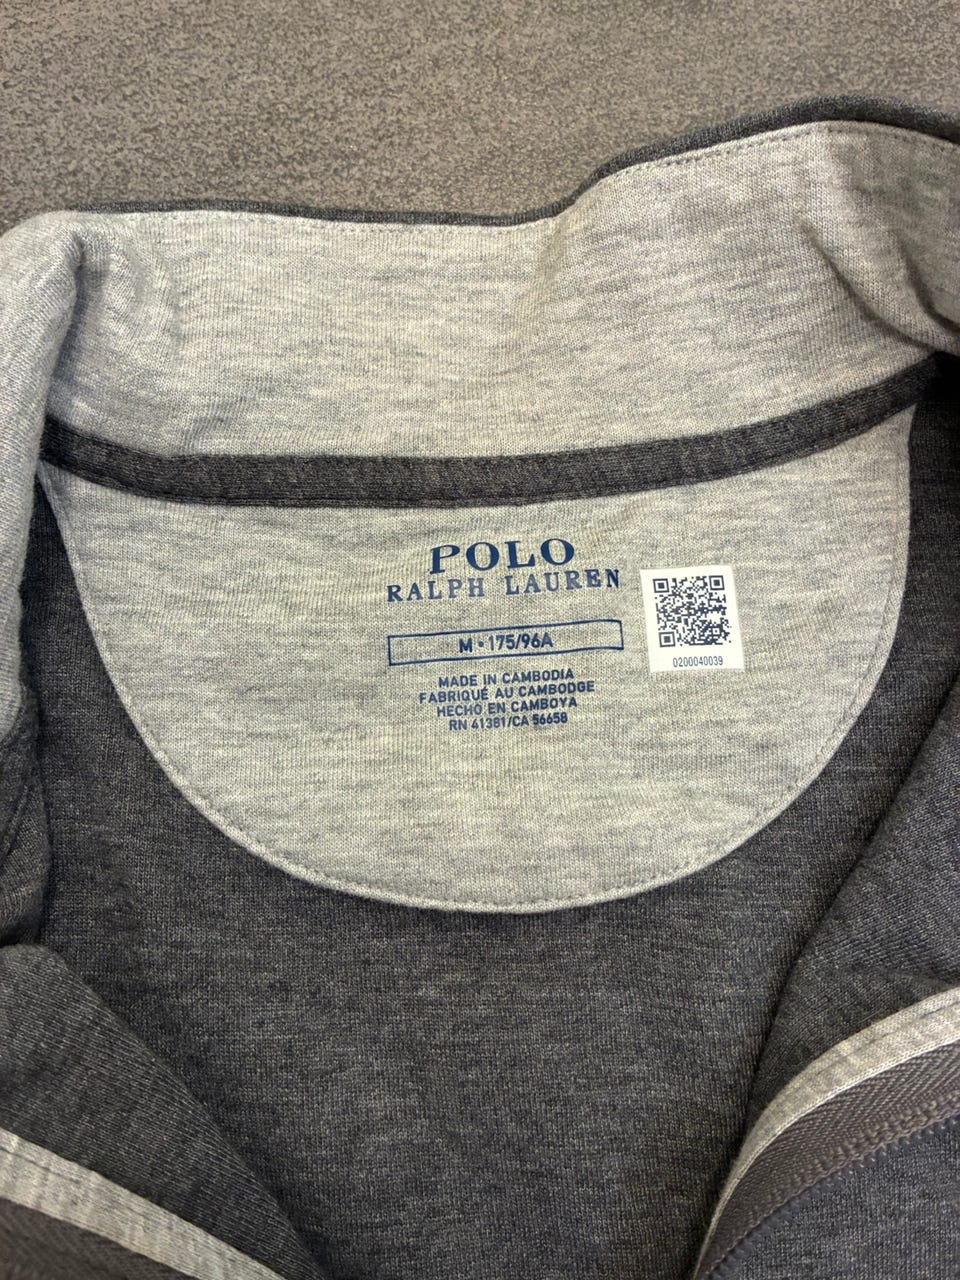 POLO
RALPH LAUREN
M • 175/96A
MADE IN CAMBODIA
FABRIQUÉ AU CAMBODGE
HECHO EN CAMBOYA
RN 41381/CA 56658
0200040039